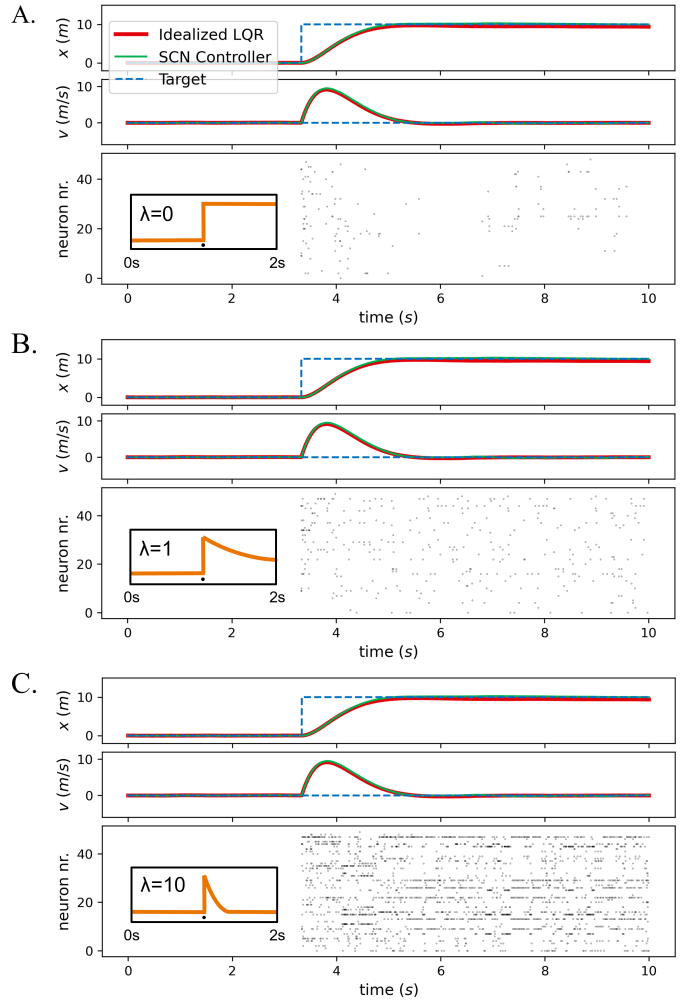 A.
10
0
x (m)
Idealized LQR
SCN Controller
Target
10
0
v (m/s)
40
20
0
neuron nr.
λ=0
0s 2s
0 2 4 6 8 10
time (s)
B.
10
0
x (m)
10
0
v (m/s)
40
20
0
neuron nr.
λ=1
0s 2s
0 2 4 6 8 10
time (s)
C.
10
0
x (m)
10
0
v (m/s)
40
20
0
neuron nr.
λ=10
0s 2s
0 2 4 6 8 10
time (s)